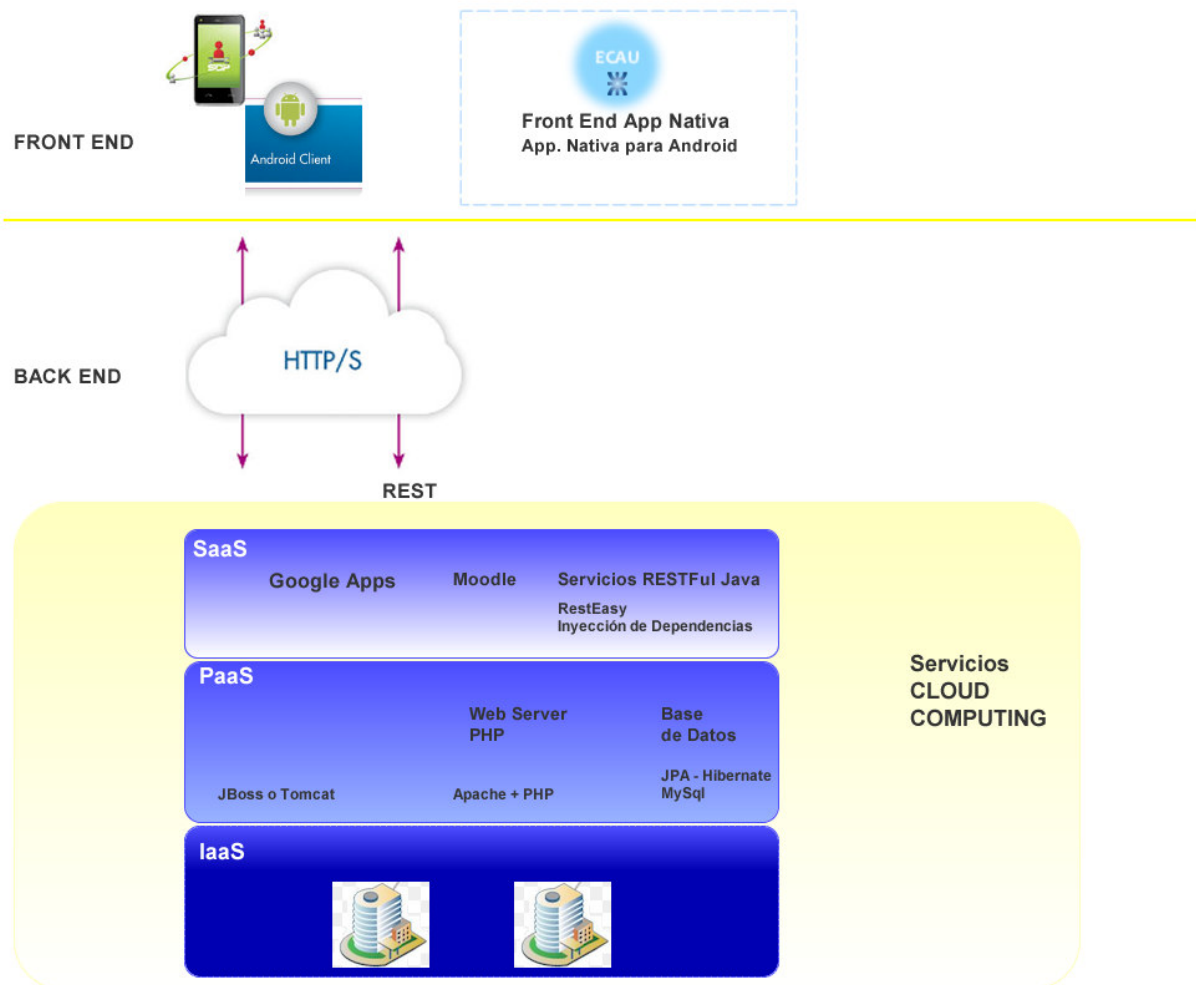 ECAU
Front End App Nativa
App. Nativa para Android
FRONT END
Android Client
HTTP/S
BACK END
REST
SaaS
Google Apps
Moodle
Servicios RESTFul Java
RestEasy
Inyección de Dependencias
PaaS
Web Server
PHP
Base
de Datos
JBoss o Tomcat
Apache + PHP
JPA - Hibernate
MySql
Servicios
CLOUD
COMPUTING
IaaS